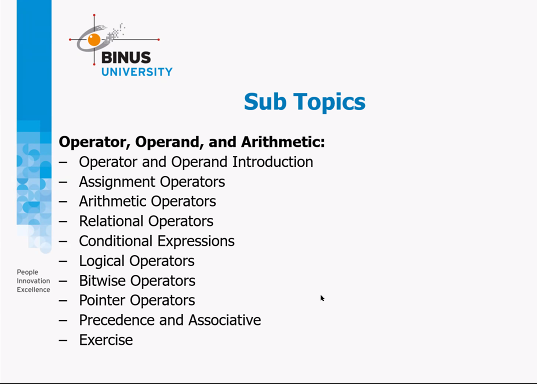 BINUS
UNIVERSITY
Sub Topics
Operator, Operand, and Arithmetic:
– Operator and Operand Introduction
– Assignment Operators
– Arithmetic Operators
– Relational Operators
– Conditional Expressions
– Logical Operators
– Bitwise Operators
– Pointer Operators
– Precedence and Associative
– Exercise
People
Innovation
Excellence